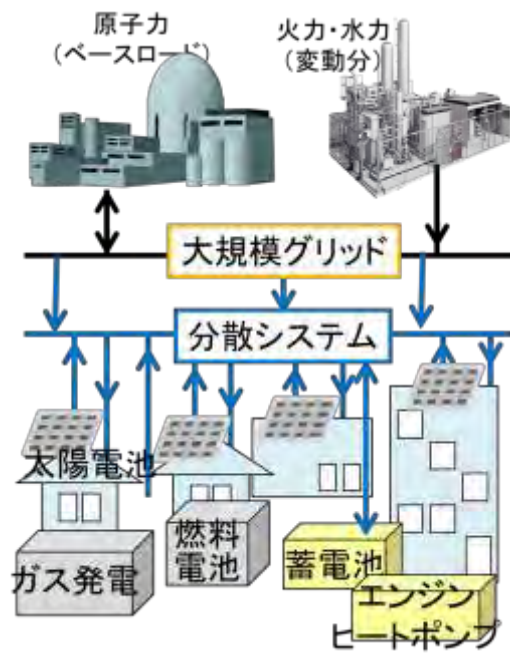 原子力
(ベースロード)
火力・水力
(変動分)
大規模グリッド
分散システム
太陽電池
燃料
電池
ガス発電
蓄電池
エンジン
ヒートポンプ